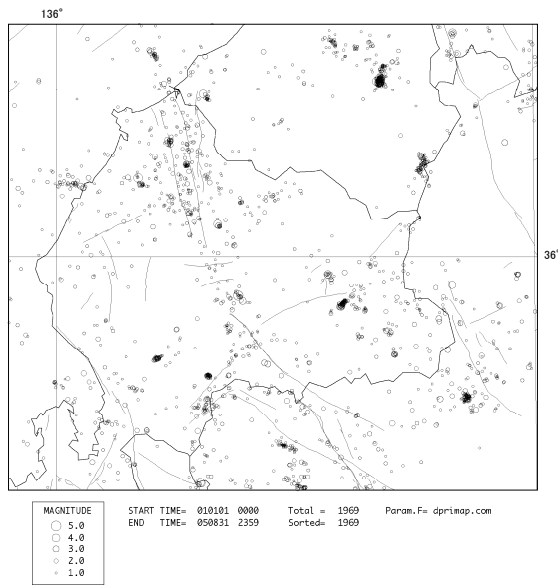 136°
36°
MAGNITUDE
5.0
4.0
3.0
2.0
1.0
START TIME= 010101 0000 Total = 1969 Param.F= dprimap.com
END TIME= 050831 2359 Sorted= 1969